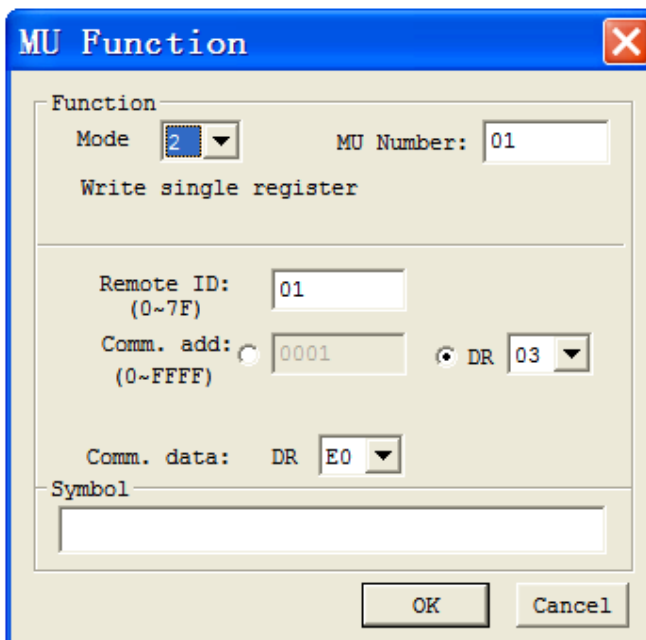 MU Function
Function
Mode 2 MU Number: 01
Write single register
Remote ID: 01
(0~7F)
Comm. add: 0001 DR 03
(0~FFFF)
Comm. data: DR E0
Symbol
OK Cancel